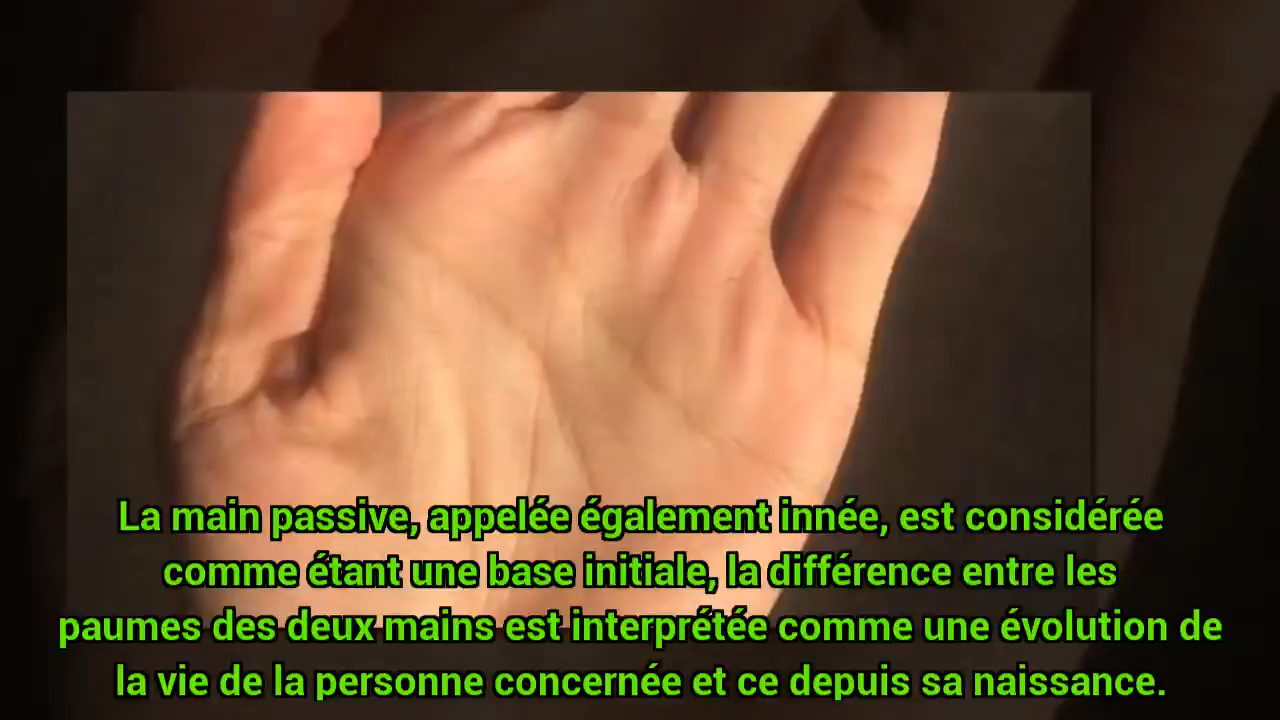 La main passive, appelée également innée, est considérée
comme étant une base initiale, la différence entre les
paumes des deux mains est interprétée comme une évolution de
la vie de la personne concernée et ce depuis sa naissance.